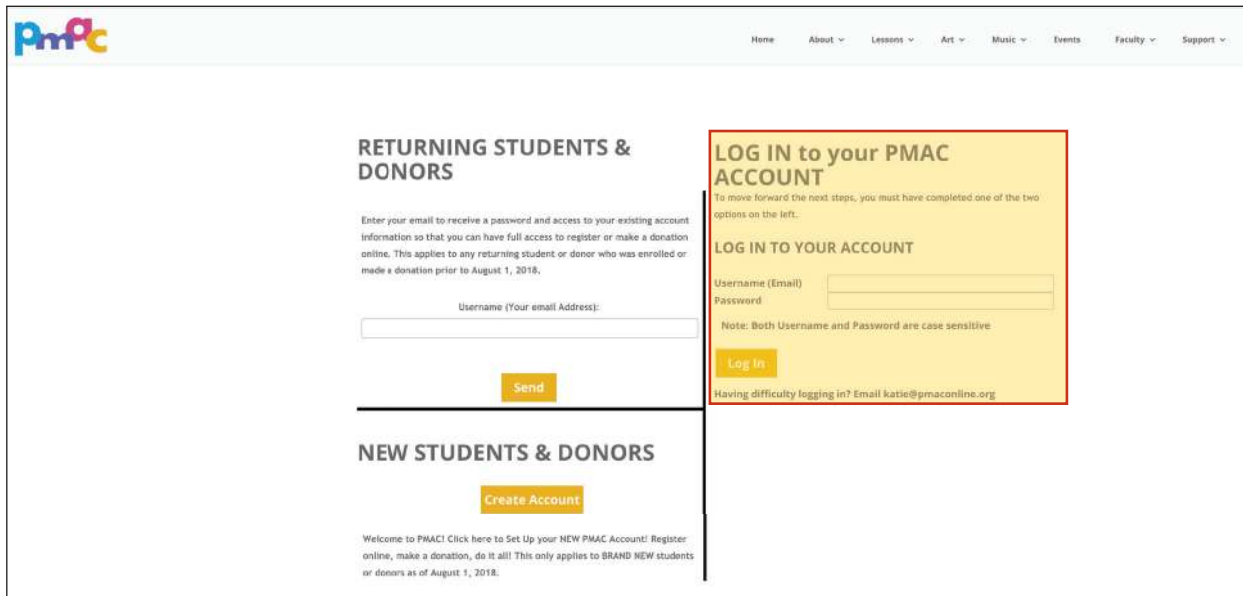 pmac
Home About Lessons Art Music Events Faculty Support
RETURNING STUDENTS &
DONORS
Enter your email to receive a password and access to your existing account
information so that you can have full access to register or make a donation
online. This applies to any returning student or donor who was enrolled or
made a donation prior to August 1, 2018.
Username (Your email Address):
Send
NEW STUDENTS & DONORS
Create Account
Welcome to PMAC! Click here to Set Up your NEW PMAC Account! Register
online, make a donation, do it all! This only applies to BRAND NEW students
or donors as of August 1, 2018.
LOG IN to your PMAC
ACCOUNT
To move forward the next steps, you must have completed one of the two
options on the left.
LOG IN TO YOUR ACCOUNT
Username (Email)
Password
Note: Both Username and Password are case sensitive
Log In
Having difficulty logging in? Email katie@pmaconline.org